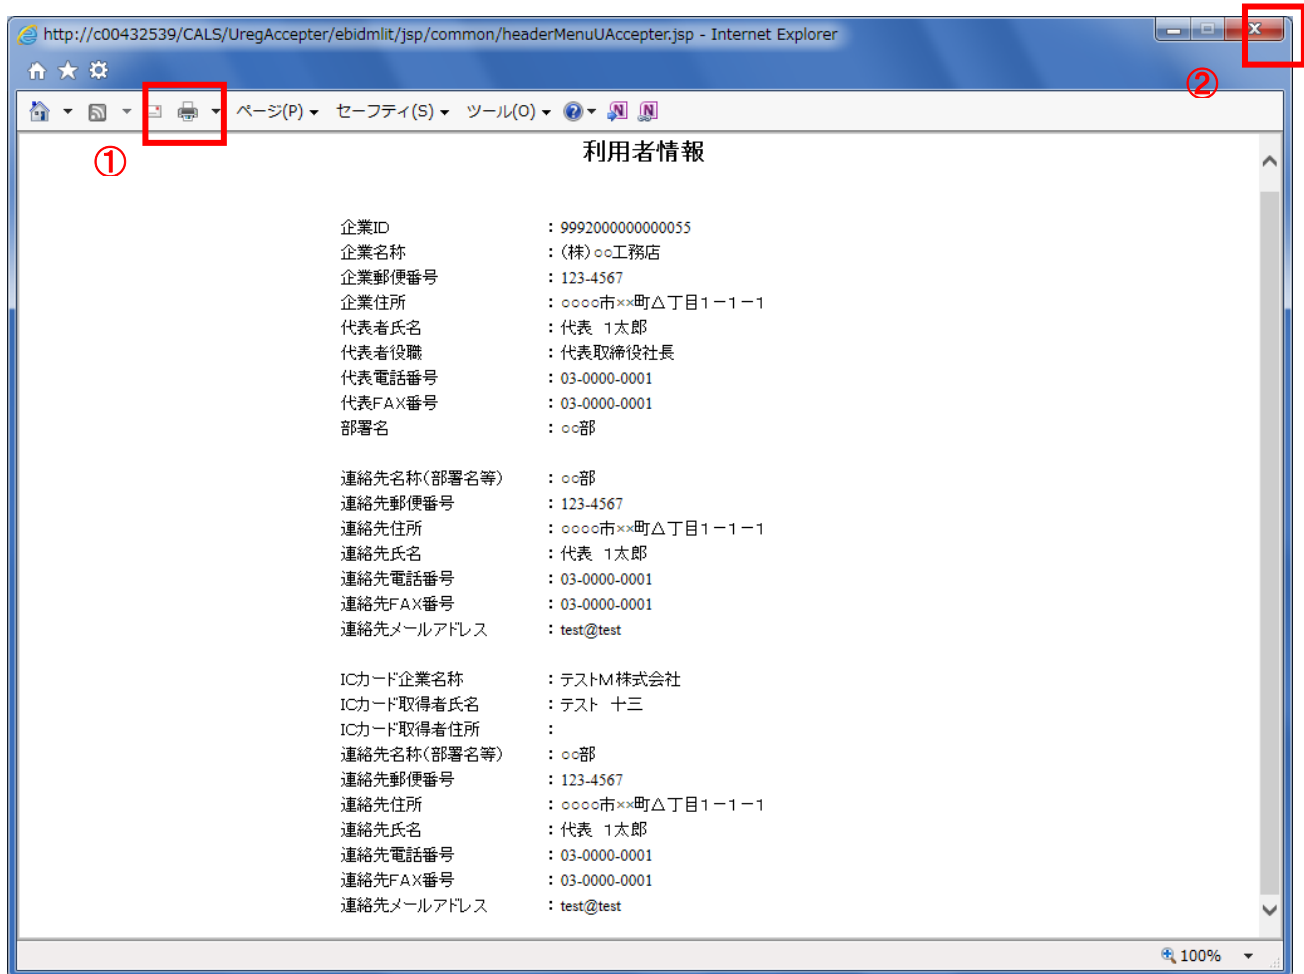 http://c00432539/CALS/UregAccepter/ebidmlit/jsp/common/headerMenuUAccepter.jsp - Internet Explorer
②
ページ(P) セーフティ(S) ツール(O)
①
利用者情報
企業ID : 9992000000000055
企業名称 : (株)○○工務店
企業郵便番号 : 123-4567
企業住所 : ○○○○市××町△丁目1-1-1
代表者氏名 : 代表 1太郎
代表者役職 : 代表取締役社長
代表電話番号 : 03-0000-0001
代表FAX番号 : 03-0000-0001
部署名 : ○○部
連絡先名称(部署名等) : ○○部
連絡先郵便番号 : 123-4567
連絡先住所 : ○○○○市××町△丁目1-1-1
連絡先氏名 : 代表 1太郎
連絡先電話番号 : 03-0000-0001
連絡先FAX番号 : 03-0000-0001
連絡先メールアドレス : test@test
ICカード企業名称 : テストM株式会社
ICカード取得者氏名 : テスト 十三
ICカード取得者住所 :
連絡先名称(部署名等) : ○○部
連絡先郵便番号 : 123-4567
連絡先住所 : ○○○○市××町△丁目1-1-1
連絡先氏名 : 代表 1太郎
連絡先電話番号 : 03-0000-0001
連絡先FAX番号 : 03-0000-0001
連絡先メールアドレス : test@test
100%